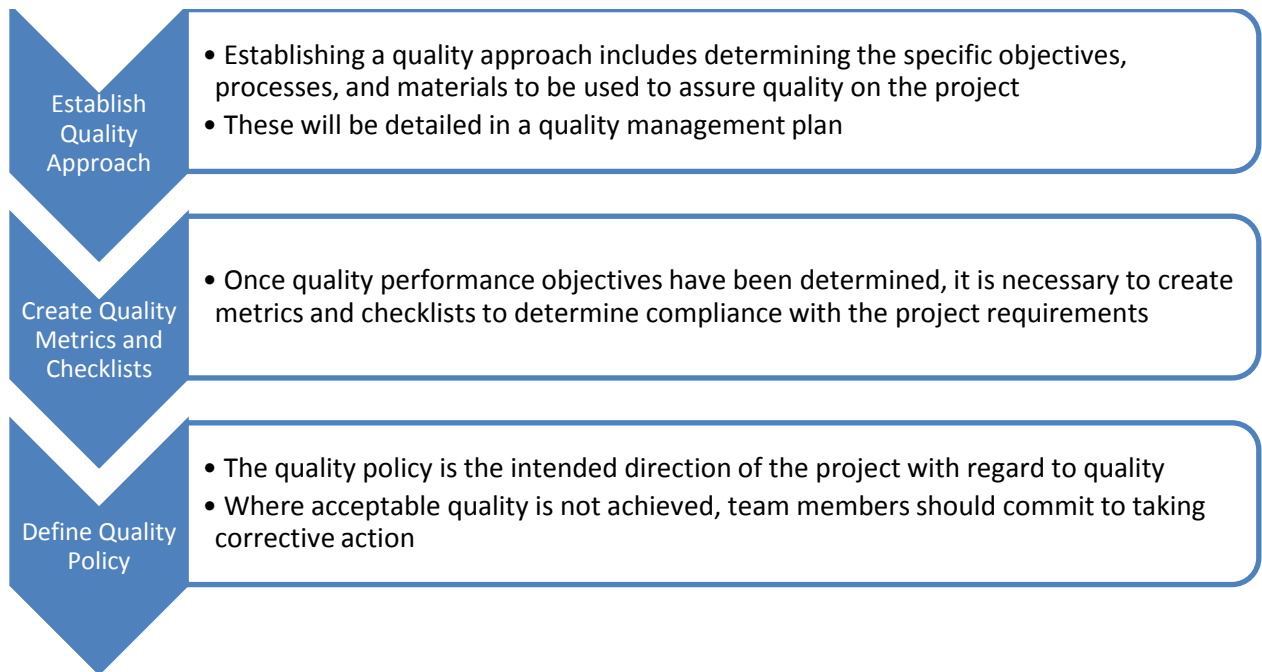 Establish
Quality
Approach
• Establishing a quality approach includes determining the specific objectives,
processes, and materials to be used to assure quality on the project
• These will be detailed in a quality management plan
Create Quality
Metrics and
Checklists
• Once quality performance objectives have been determined, it is necessary to create
metrics and checklists to determine compliance with the project requirements
Define Quality
Policy
• The quality policy is the intended direction of the project with regard to quality
• Where acceptable quality is not achieved, team members should commit to taking
corrective action